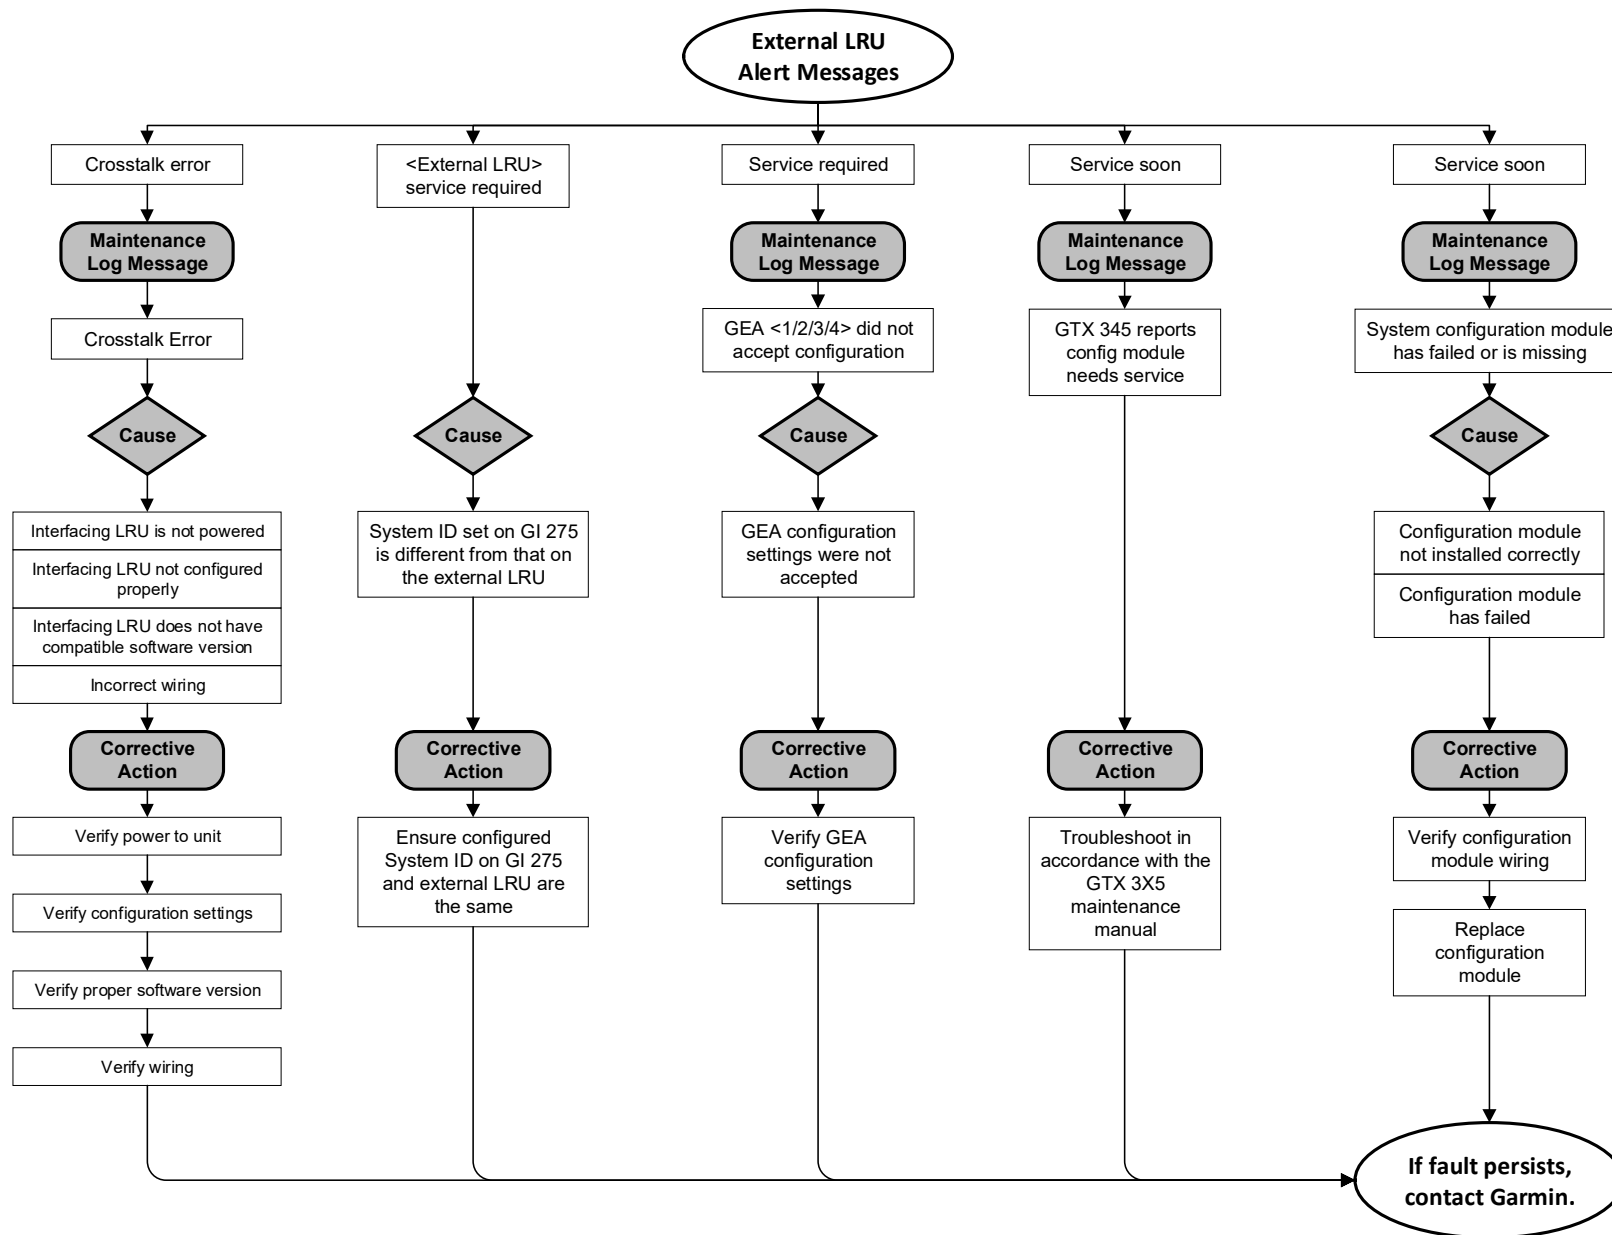 External LRU
Alert Messages
Crosstalk error
Maintenance
Log Message
Crosstalk Error
Cause
Interfacing LRU is not powered
Interfacing LRU not configured
properly
Interfacing LRU does not have
compatible software version
Incorrect wiring
Corrective
Action
Verify power to unit
Verify configuration settings
Verify proper software version
Verify wiring
<External LRU>
service required
Cause
System ID set on GI 275
is different from that on
the external LRU
Corrective
Action
Ensure configured
System ID on GI 275
and external LRU are
the same
Service required
Maintenance
Log Message
GEA <1/2/3/4> did not
accept configuration
Cause
GEA configuration
settings were not
accepted
Corrective
Action
Verify GEA
configuration
settings
Service soon
Maintenance
Log Message
GTX 345 reports
config module
needs service
Corrective
Action
Troubleshoot in
accordance with the
GTX 3X5
maintenance
manual
Service soon
Maintenance
Log Message
System configuration module
has failed or is missing
Cause
Configuration module
not installed correctly
Configuration module
has failed
Corrective
Action
Verify configuration
module wiring
Replace
configuration
module
If fault persists,
contact Garmin.